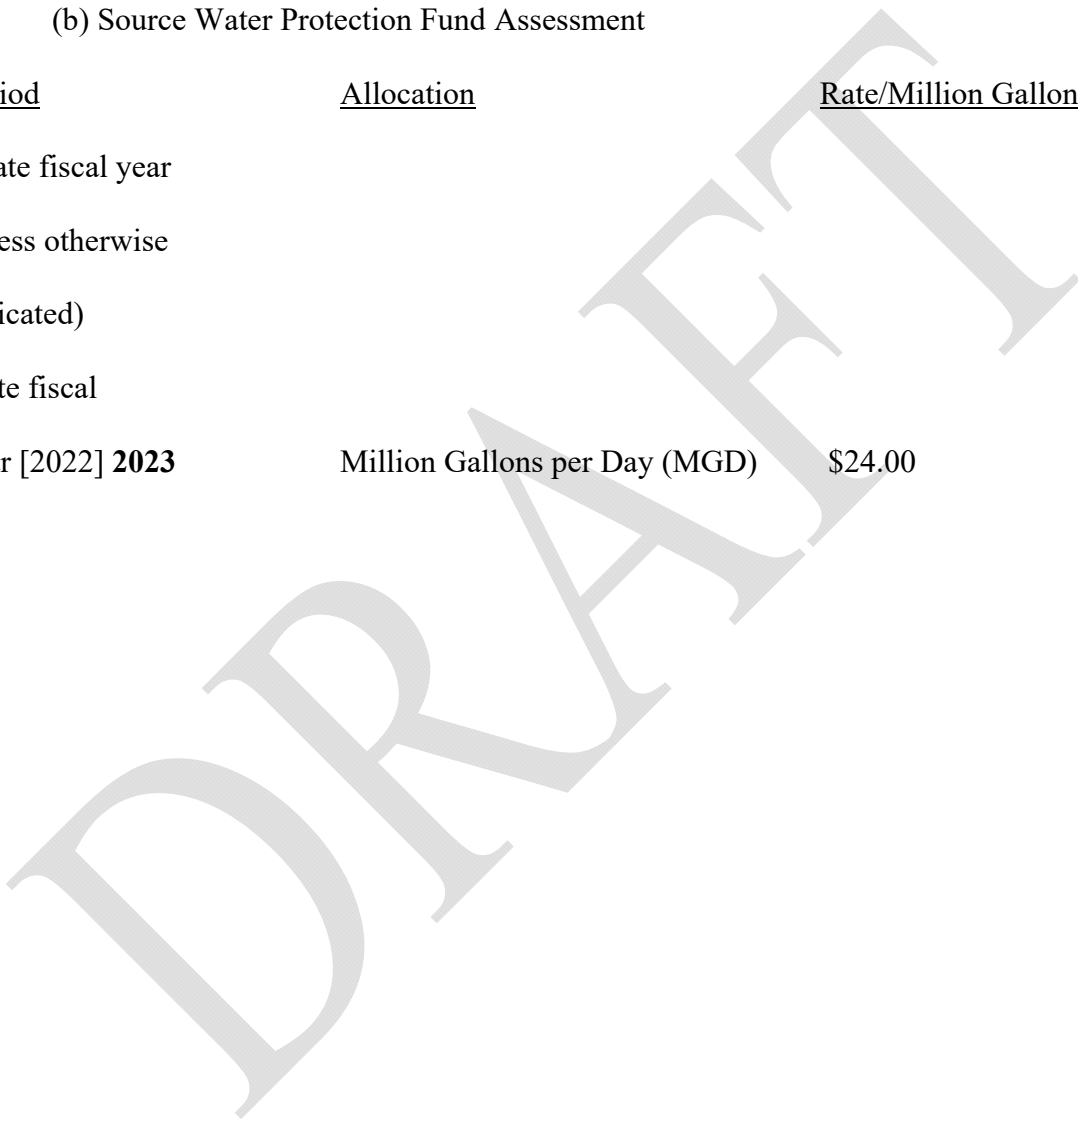 (b) Source Water Protection Fund Assessment
iod Allocation Rate/Million Gallon
ate fiscal year
ess otherwise
icated)
te fiscal
r [2022] 2023 Million Gallons per Day (MGD) $24.00
DRAFT